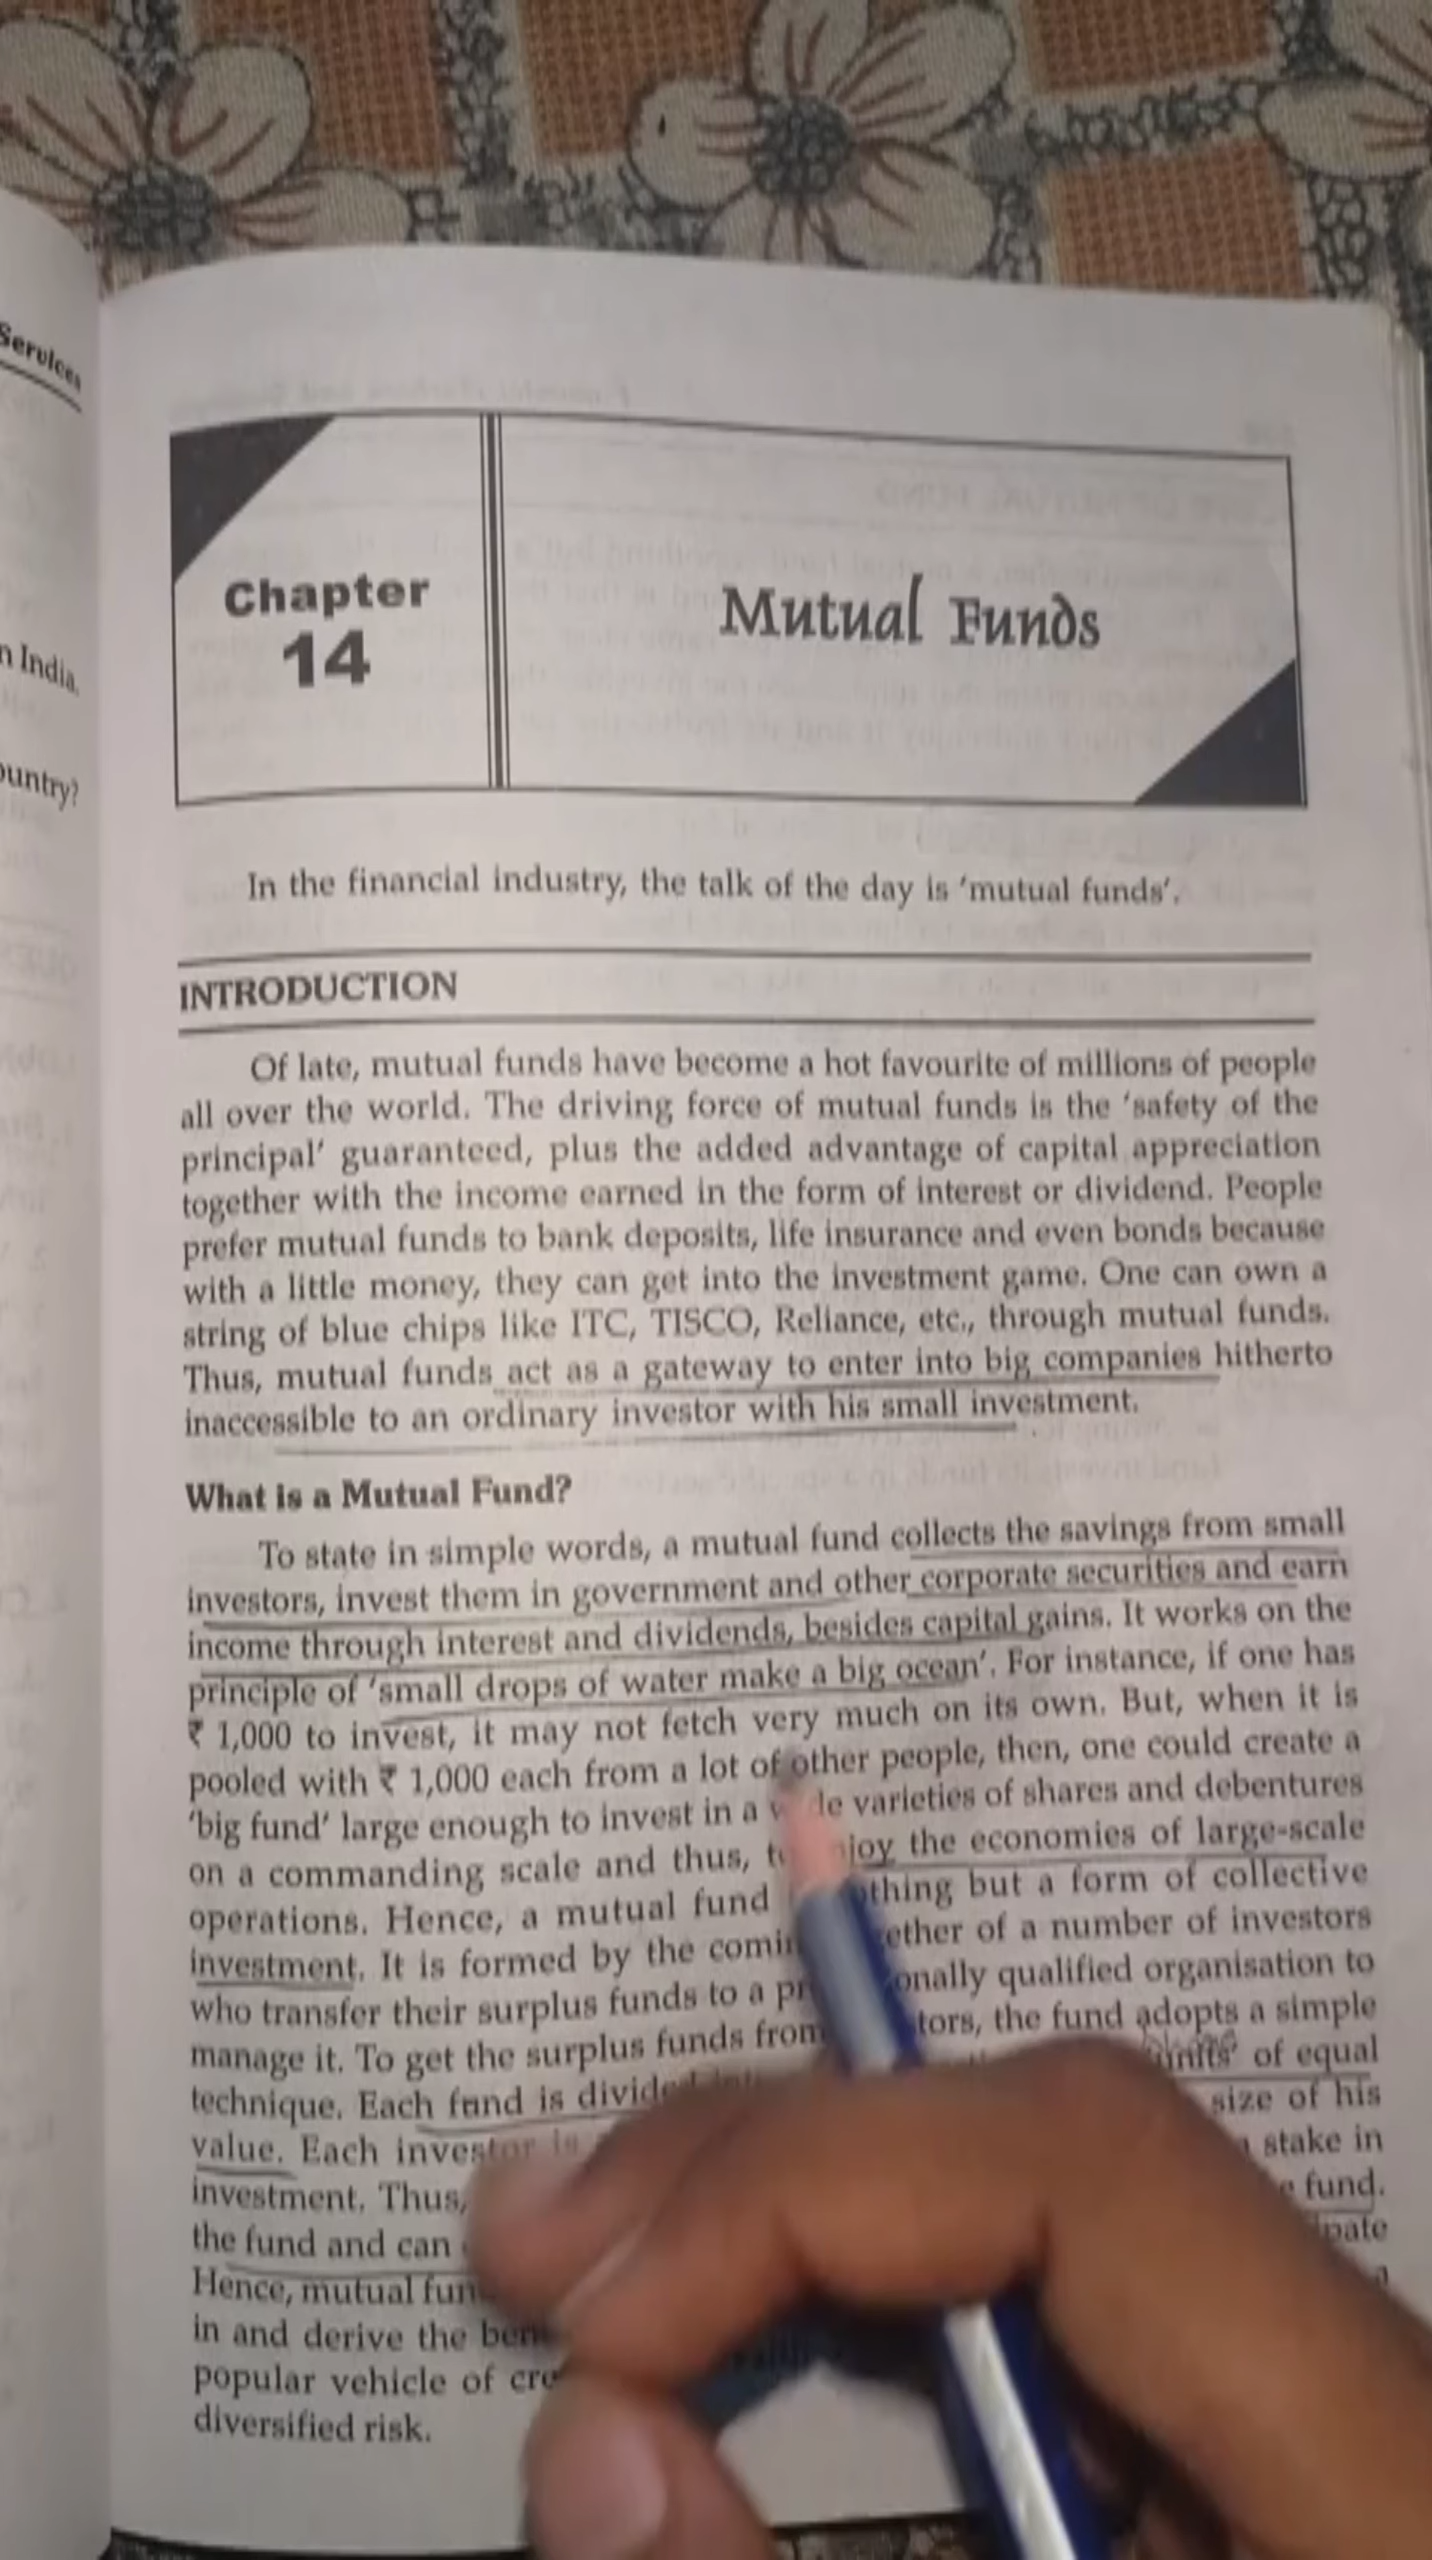 Services
n India.
ountry?
Chapter
14
Mutual Funds
In the financial industry, the talk of the day is 'mutual funds'.
INTRODUCTION
Of late, mutual funds have become a hot favourite of millions of people
all over the world. The driving force of mutual funds is the 'safety of the
principal' guaranteed, plus the added advantage of capital appreciation
together with the income earned in the form of interest or dividend. People
prefer mutual funds to bank deposits, life insurance and even bonds because
with a little money, they can get into the investment game. One can own a
string of blue chips like ITC, TISCO, Reliance, etc., through mutual funds.
Thus, mutual funds act as a gateway to enter into big companies hitherto
inaccessible to an ordinary investor with his small investment.
What is a Mutual Fund?
To state in simple words, a mutual fund collects the savings from small
investors, invest them in government and other corporate securities and earn
income through interest and dividends, besides capital gains. It works on the
principle of 'small drops of water make a big ocean'. For instance, if one has
₹ 1,000 to invest, it may not fetch very much on its own. But, when it is
pooled with ₹ 1,000 each from a lot of other people, then, one could create a
'big fund' large enough to invest in a varieties of shares and debentures
on a commanding scale and thus, joy the economies of large-scale
operations. Hence, a mutual fund thing but a form of collective
investment. It is formed by the comin ether of a number of investors
who transfer their surplus funds to a pr onally qualified organisation to
manage it. To get the surplus funds from tors, the fund adopts a simple
technique. Each fund is divided units' of equal
value. Each investor is size of his
investment. Thus, stake in
the fund and can fund.
Hence, mutual fun ipate
in and derive the
popular vehicle of
diversified risk.